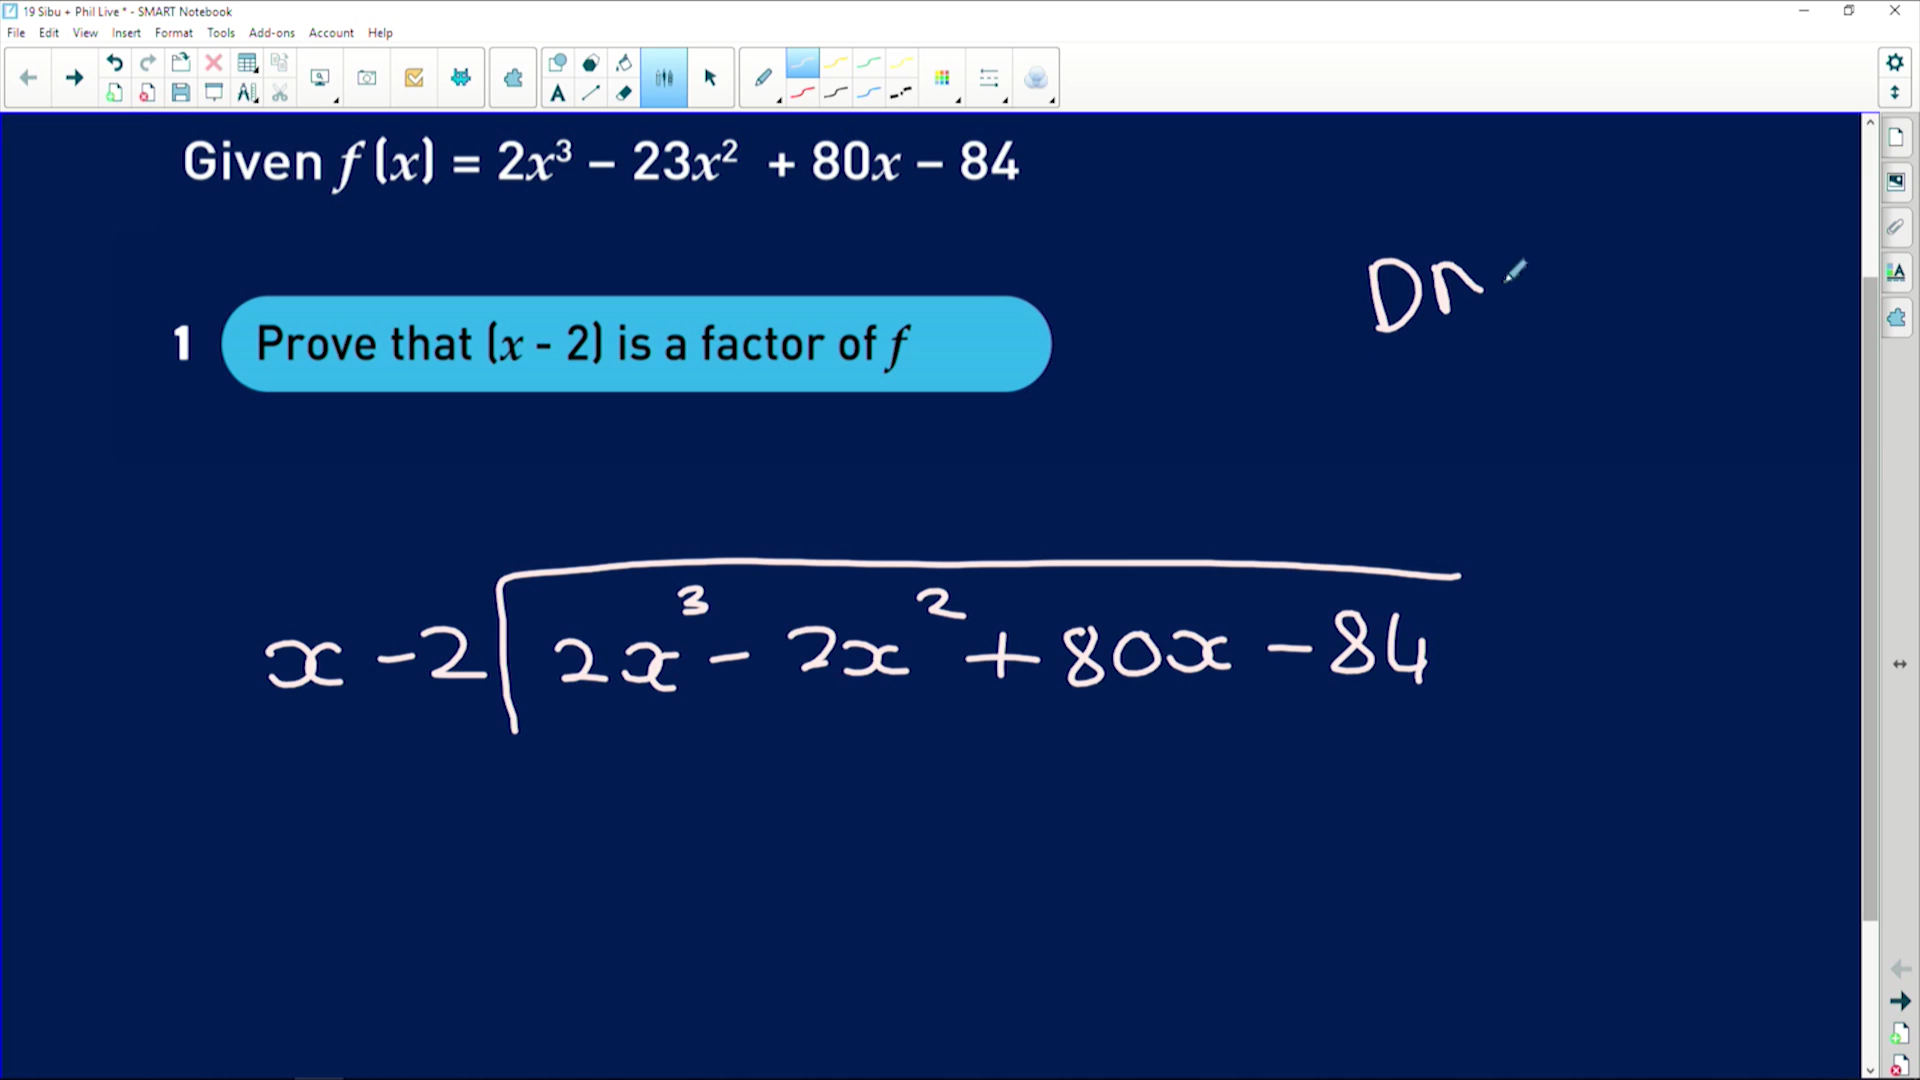 19 Sibu + Phil Live * - SMART Notebook
File Edit View Insert Format Tools Add-ons Account Help
Given f (x) = 2x³ – 23x² + 80x – 84
Dn
1 Prove that (x - 2) is a factor of f
x - 2 2x³ - 2x² + 80x - 84